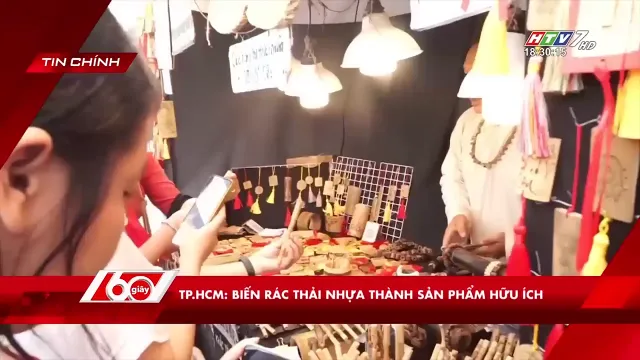 TIN CHÍNH
HTV7 HD
18:30:15
60 giây
TP.HCM: BIẾN RÁC THẢI NHỰA THÀNH SẢN PHẨM HỮU ÍCH